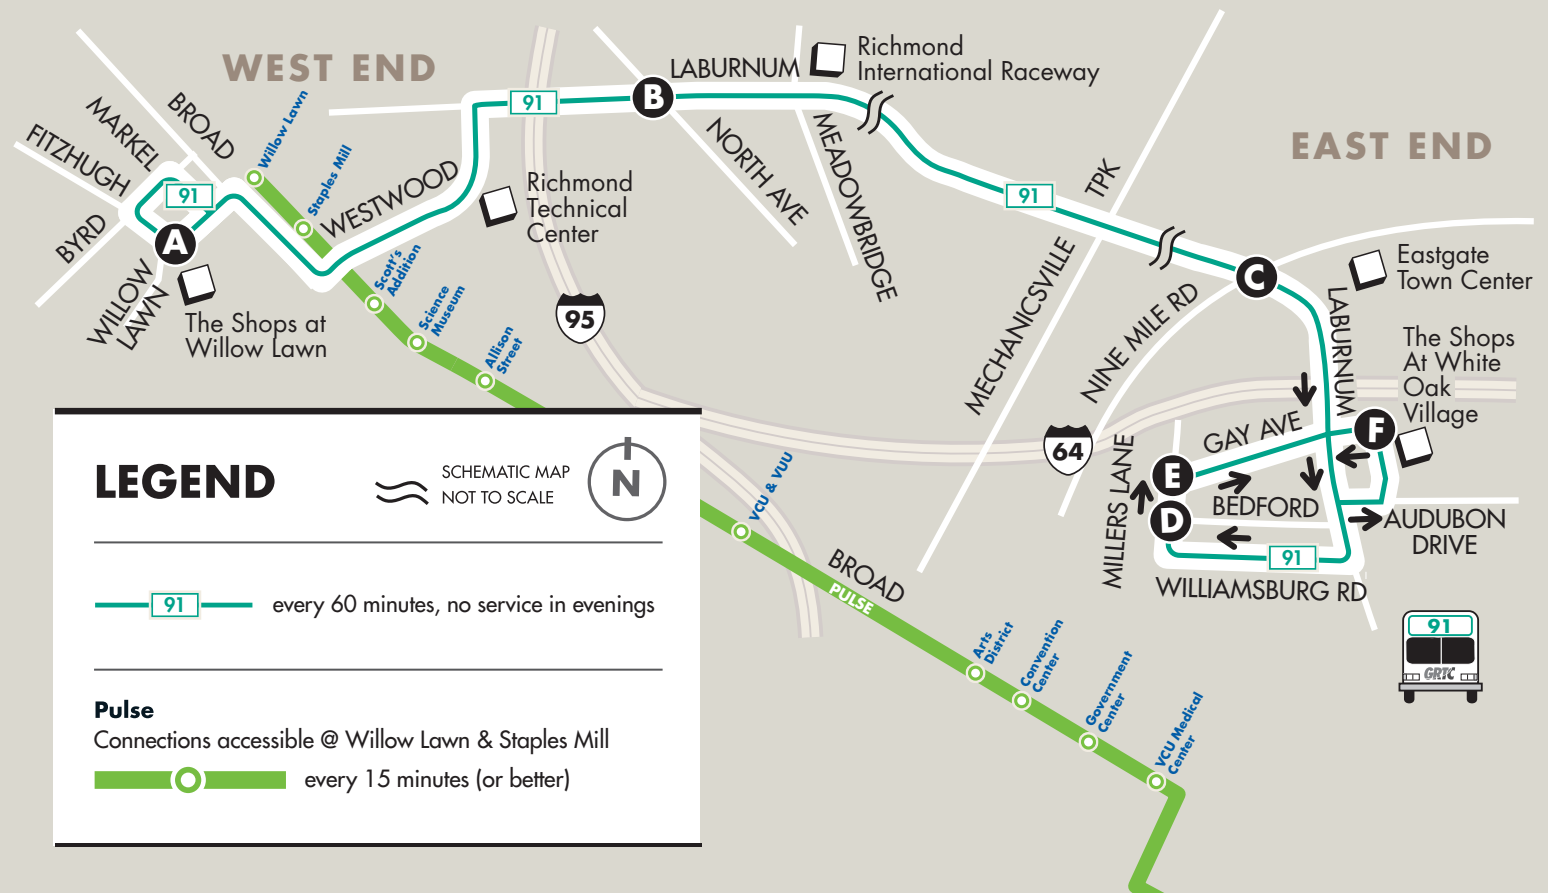 WEST END
EAST END
BROAD
MARKEL
FITZHUGH
BYRD
WILLOW
LAWN
91
A
The Shops at
Willow Lawn
Willow Lawn
Staples Mill
WESTWOOD
Scott's
Addition
Science
Museum
Allison
Street
91
B
LABURNUM
Richmond
International Raceway
Richmond
Technical
Center
95
NORTH AVE
MEADOWBRIDGE
91
MECHANICSVILLE
TPK
NINE MILE RD
C
Eastgate
Town Center
LABURNUM
The Shops
At White
Oak
Village
F
GAY AVE
64
E
D
BEDFORD
MILLERS LANE
AUDUBON
DRIVE
91
WILLIAMSBURG RD
91
GRTC
VCU & VUU
BROAD
PULSE
Arts
District
Convention
Center
Government
Center
VCU Medical
Center
LEGEND
SCHEMATIC MAP
NOT TO SCALE
N
91
every 60 minutes, no service in evenings
Pulse
Connections accessible @ Willow Lawn & Staples Mill
every 15 minutes (or better)